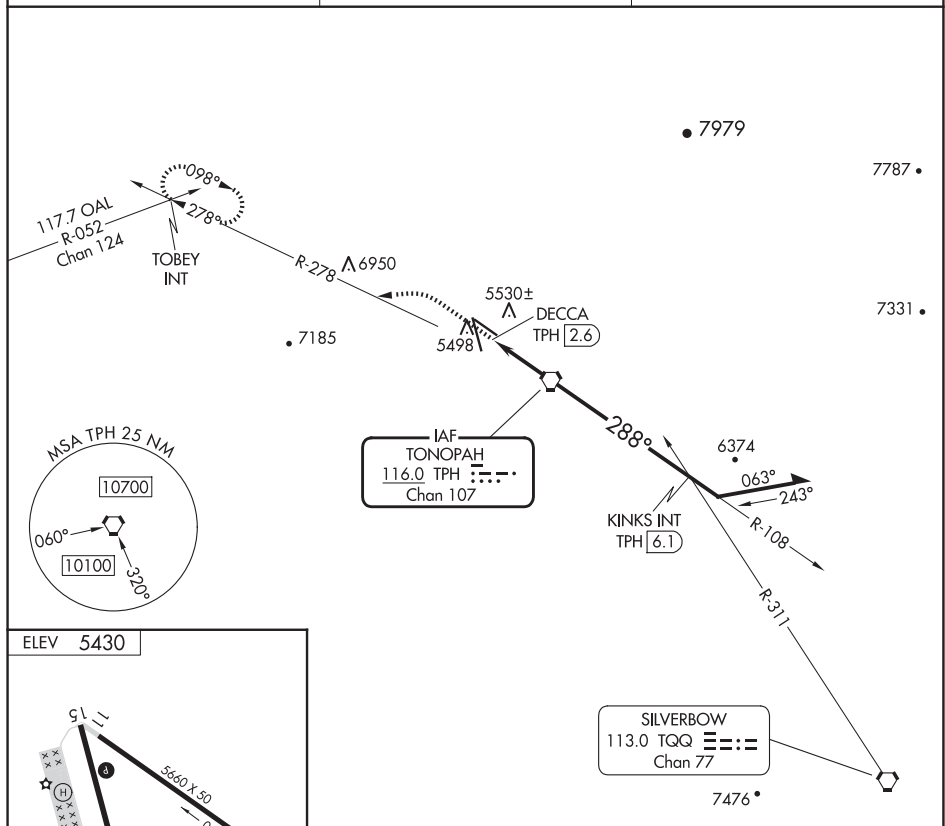 7979
7787
098°
278°
117.7 OAL
R-052
Chan 124
TOBEY
INT
R-278
6950
5530±
DECCA
TPH 2.6
5498
7331
7185
IAF
TONOPAH
116.0 TPH
Chan 107
288°
6374
063°
243°
KINKS INT
TPH 6.1
R-108
R-311
MSA TPH 25 NM
10700
060°
10100
320°
ELEV 5430
15
11
P
H
5660 X 50
SILVERBOW
113.0 TQQ
Chan 77
7476